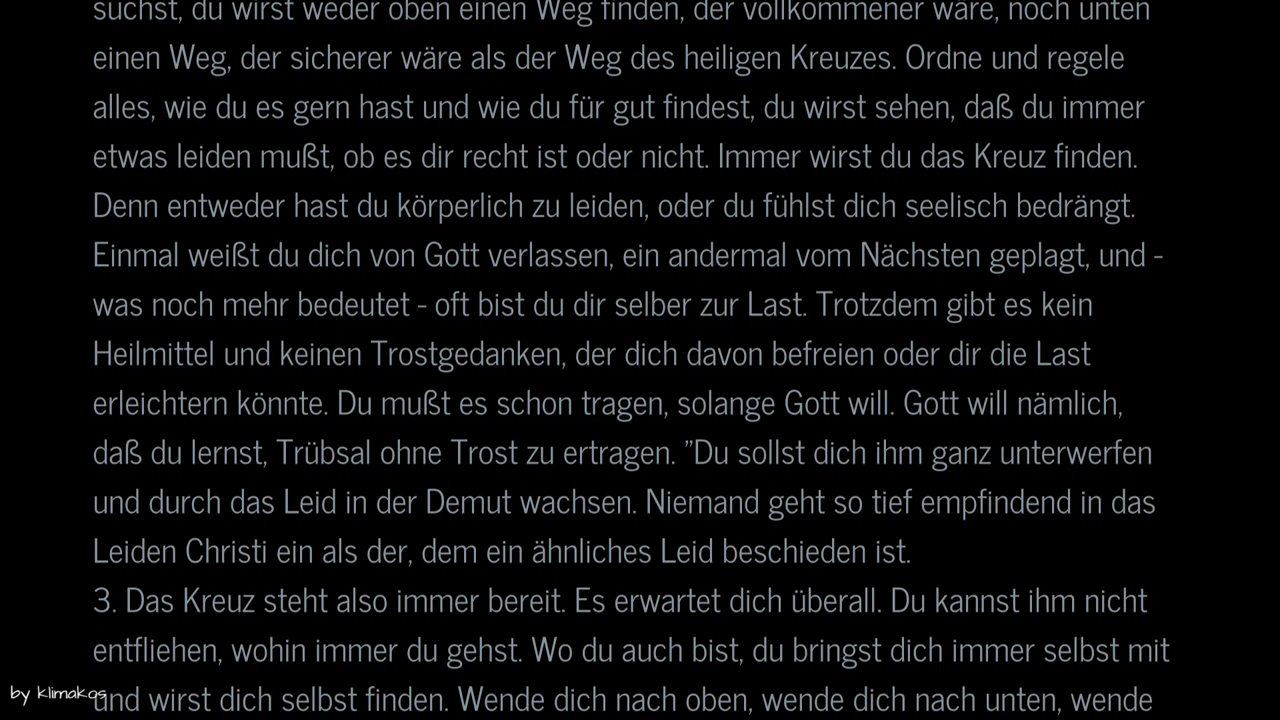 suchst, du wirst weder oben einen Weg finden, der vollkommener wäre, noch unten
einen Weg, der sicherer wäre als der Weg des heiligen Kreuzes. Ordne und regele
alles, wie du es gern hast und wie du für gut findest, du wirst sehen, daß du immer
etwas leiden mußt, ob es dir recht ist oder nicht. Immer wirst du das Kreuz finden.
Denn entweder hast du körperlich zu leiden, oder du fühlst dich seelisch bedrängt.
Einmal weißt du dich von Gott verlassen, ein andermal vom Nächsten geplagt, und -
was noch mehr bedeutet - oft bist du dir selber zur Last. Trotzdem gibt es kein
Heilmittel und keinen Trostgedanken, der dich davon befreien oder dir die Last
erleichtern könnte. Du mußt es schon tragen, solange Gott will. Gott will nämlich,
daß du lernst, Trübsal ohne Trost zu ertragen. ”Du sollst dich ihm ganz unterwerfen
und durch das Leid in der Demut wachsen. Niemand geht so tief empfindend in das
Leiden Christi ein als der, dem ein ähnliches Leid beschieden ist.
3. Das Kreuz steht also immer bereit. Es erwartet dich überall. Du kannst ihm nicht
entfliehen, wohin immer du gehst. Wo du auch bist, du bringst dich immer selbst mit
und wirst dich selbst finden. Wende dich nach oben, wende dich nach unten, wende
by klimakos